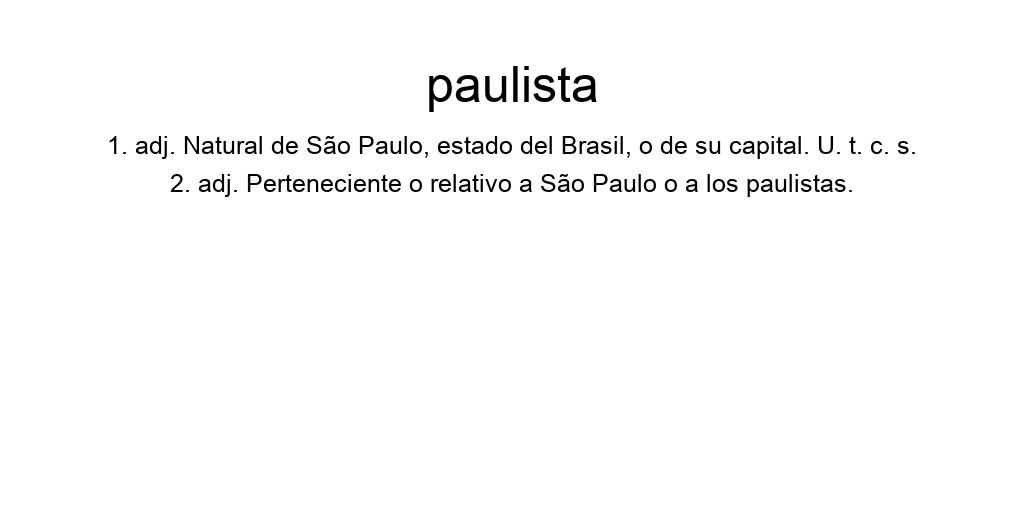 paulista
1. adj. Natural de São Paulo, estado del Brasil, o de su capital. U. t. c. s.
2. adj. Perteneciente o relativo a São Paulo o a los paulistas.